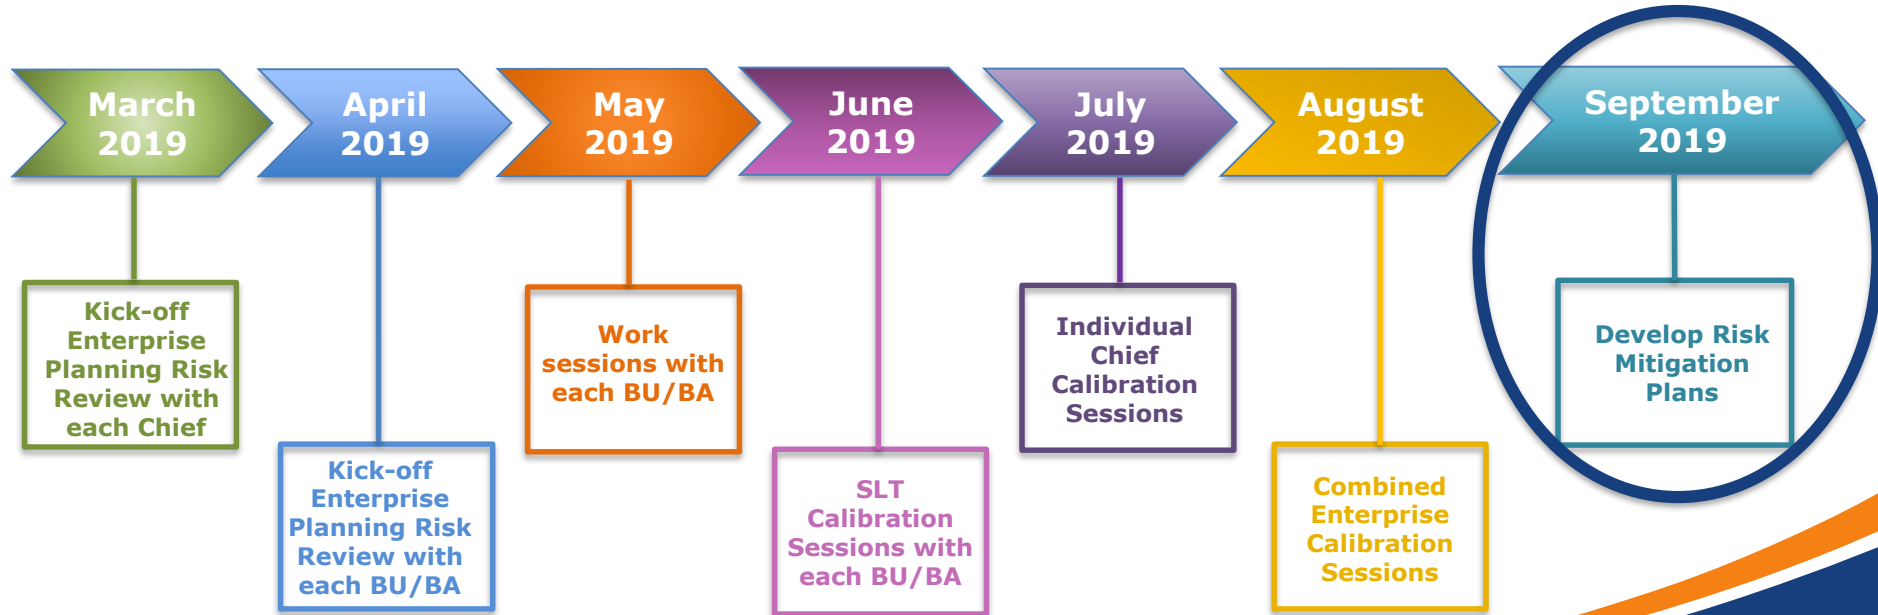 March
2019
April
2019
May
2019
June
2019
July
2019
August
2019
September
2019
Kick-off
Enterprise
Planning Risk
Review with
each Chief
Kick-off
Enterprise
Planning Risk
Review with
each BU/BA
Work
sessions with
each BU/BA
SLT
Calibration
Sessions with
each BU/BA
Individual
Chief
Calibration
Sessions
Combined
Enterprise
Calibration
Sessions
Develop Risk
Mitigation
Plans